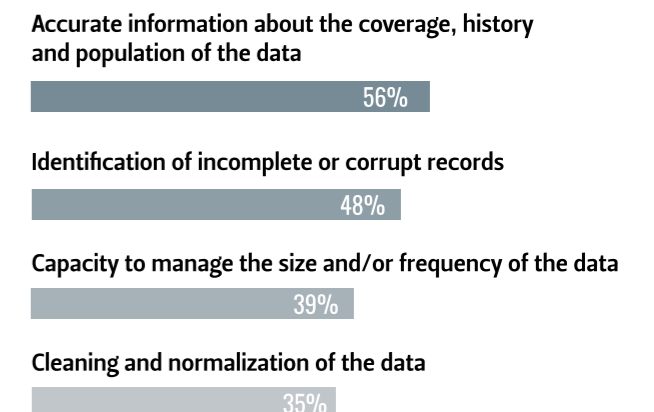 Accurate information about the coverage, history
and population of the data
56%
Identification of incomplete or corrupt records
48%
Capacity to manage the size and/or frequency of the data
39%
Cleaning and normalization of the data
35%